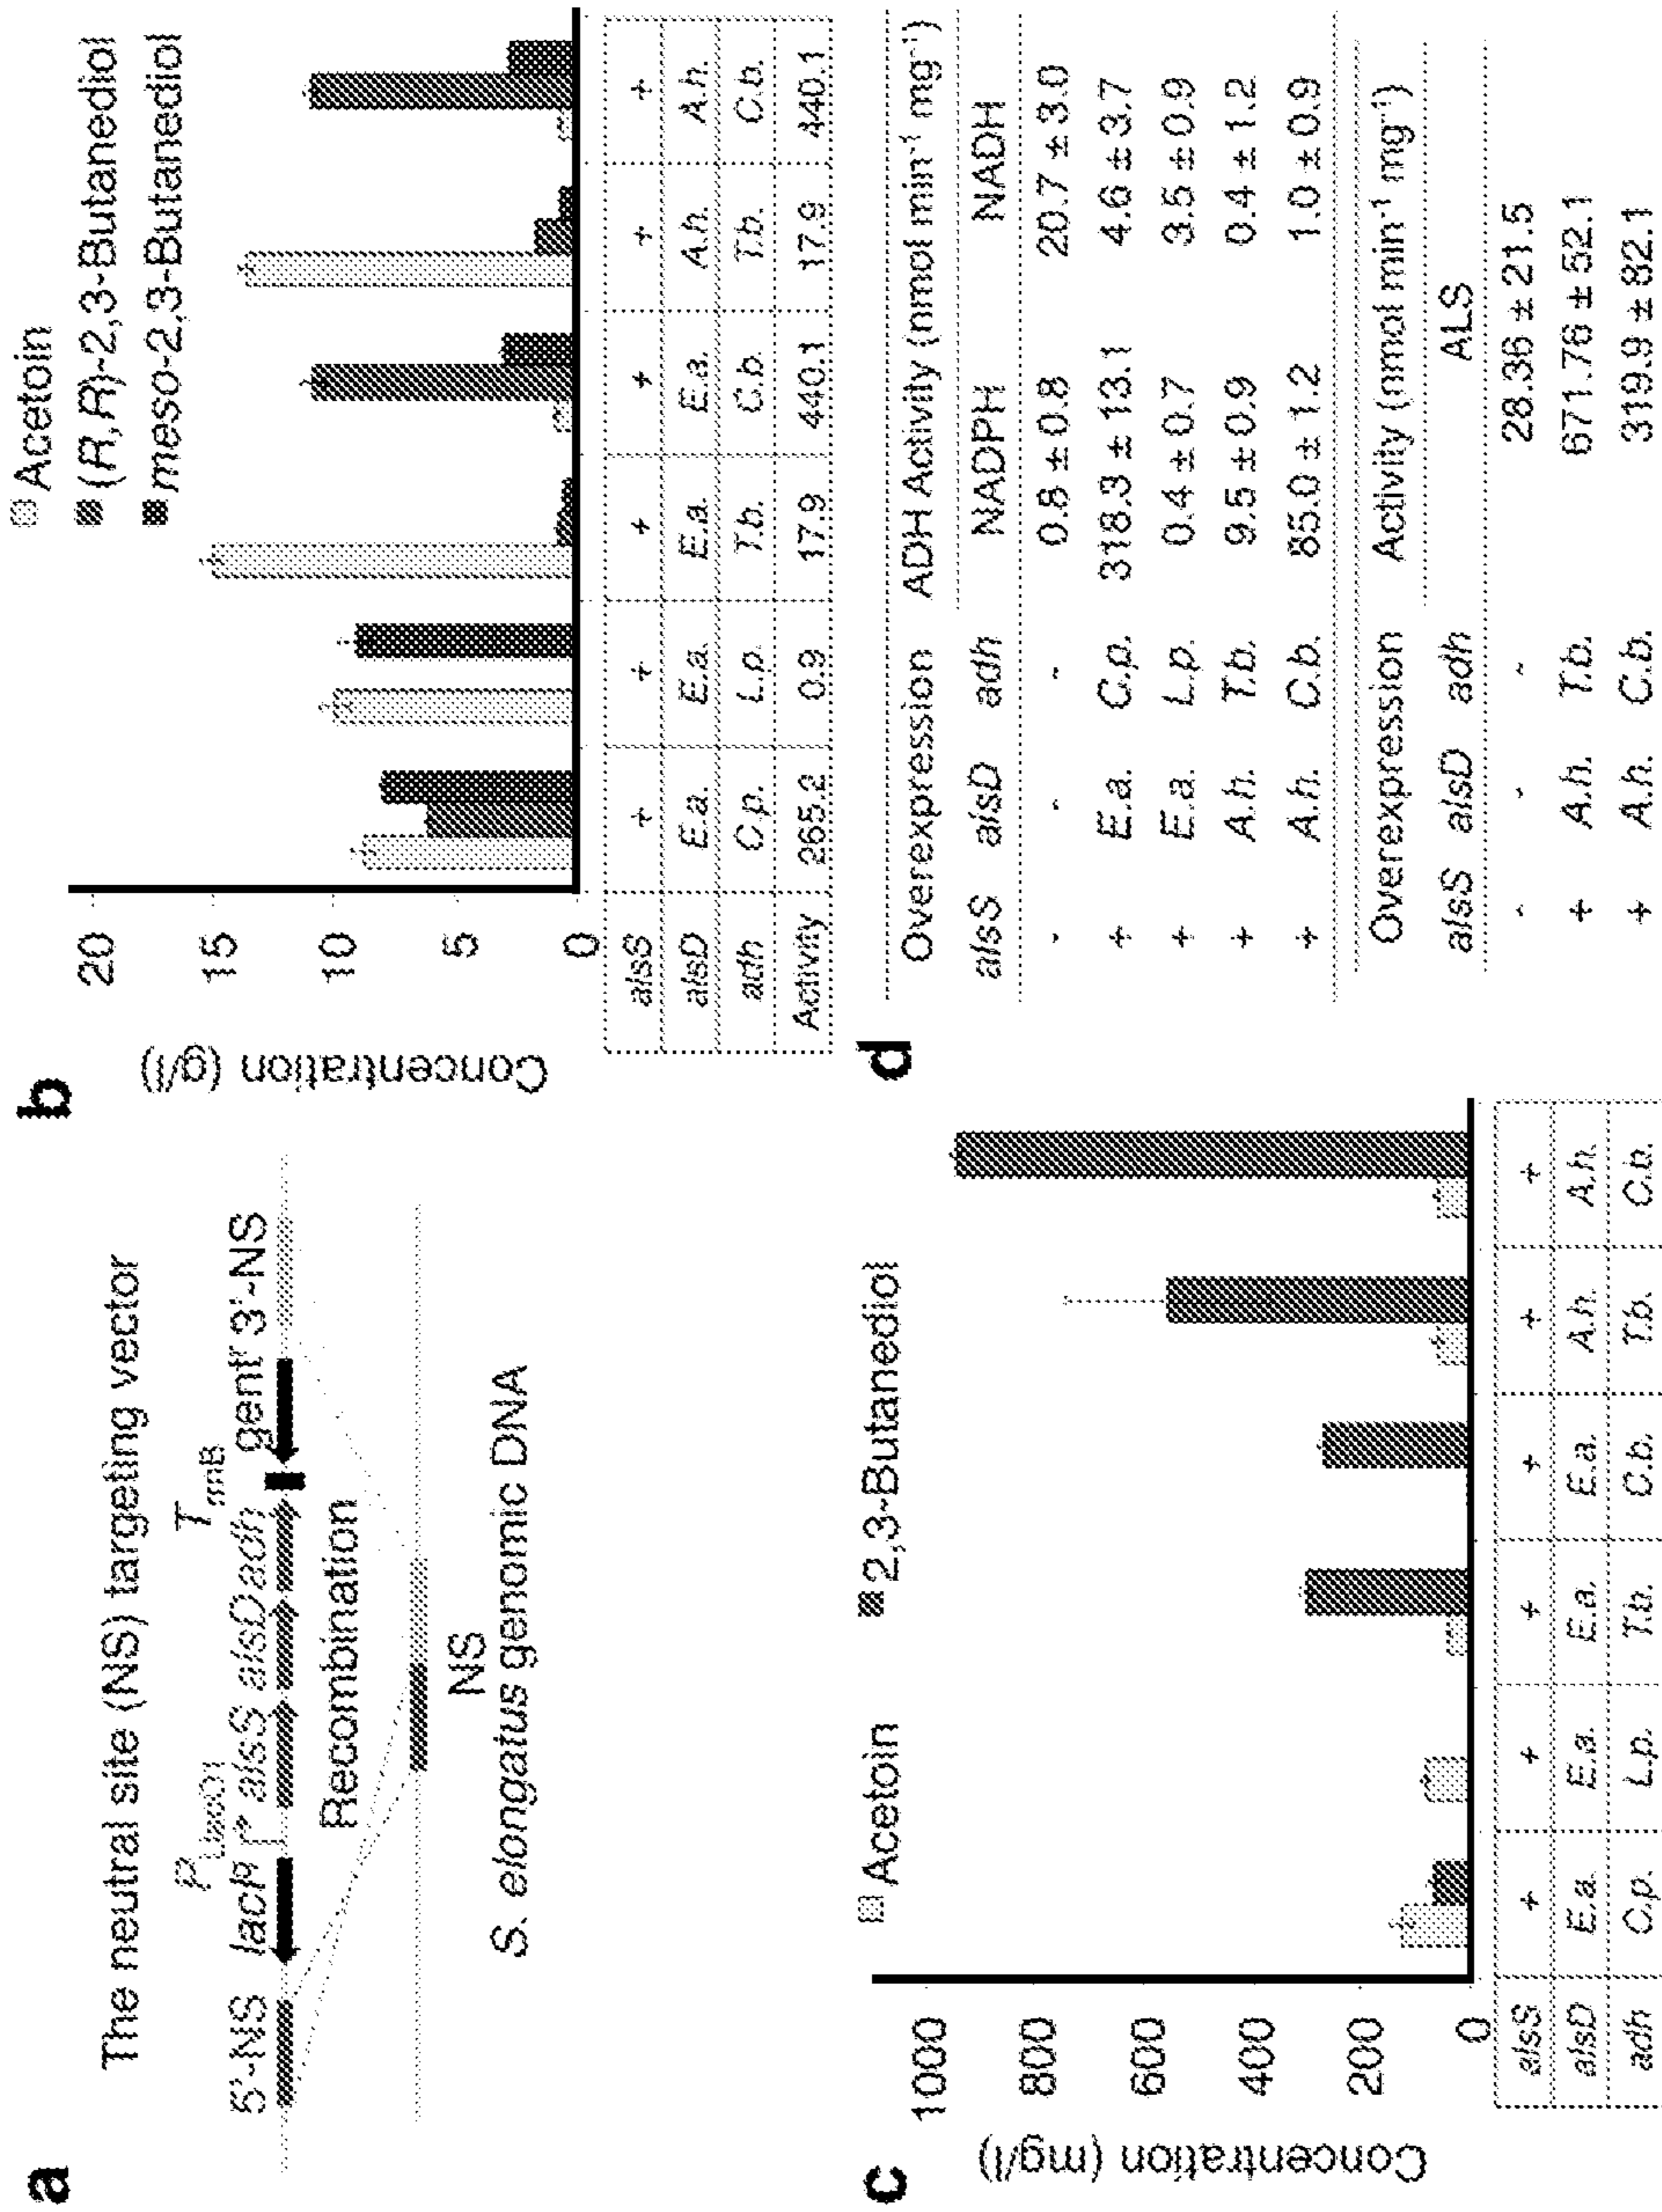 a
The neutral site (NS) targeting vector
P LlacO1
T rrnB
5'-NS lacIq alsS alsD adh gent r 3'-NS
Recombination
NS
S. elongatus genomic DNA
b
Acetoin
(R,R)-2,3-Butanediol
meso-2,3-Butanediol
Concentration (g/l)
20
15
10
5
0
alsS + + + + + +
alsD E.a. E.a. E.a. E.a. A.h. A.h.
adh C.p. L.p. T.b. C.b. T.b. C.b.
Activity 265.2 0.9 17.9 440.1 17.9 440.1
c
Acetoin 2,3-Butanediol
Concentration (mg/l)
1000
800
600
400
200
0
alsS + + + + + +
alsD E.a. E.a. E.a. E.a. A.h. A.h.
adh C.p. L.p. T.b. C.b. T.b. C.b.
d
Overexpression ADH Activity (nmol min⁻¹ mg⁻¹)
alsS alsD adh NADPH NADH
- - - 0.8 ± 0.8 20.7 ± 3.0
+ E.a. C.p. 318.3 ± 13.1 4.6 ± 3.7
+ E.a. L.p. 0.4 ± 0.7 3.5 ± 0.9
+ A.h. T.b. 9.5 ± 0.9 0.4 ± 1.2
+ A.h. C.b. 85.0 ± 1.2 1.0 ± 0.9
Overexpression Activity (nmol min⁻¹ mg⁻¹)
alsS alsD adh ALS
- - - 28.36 ± 21.5
+ A.h. T.b. 671.76 ± 52.1
+ A.h. C.b. 319.9 ± 82.1